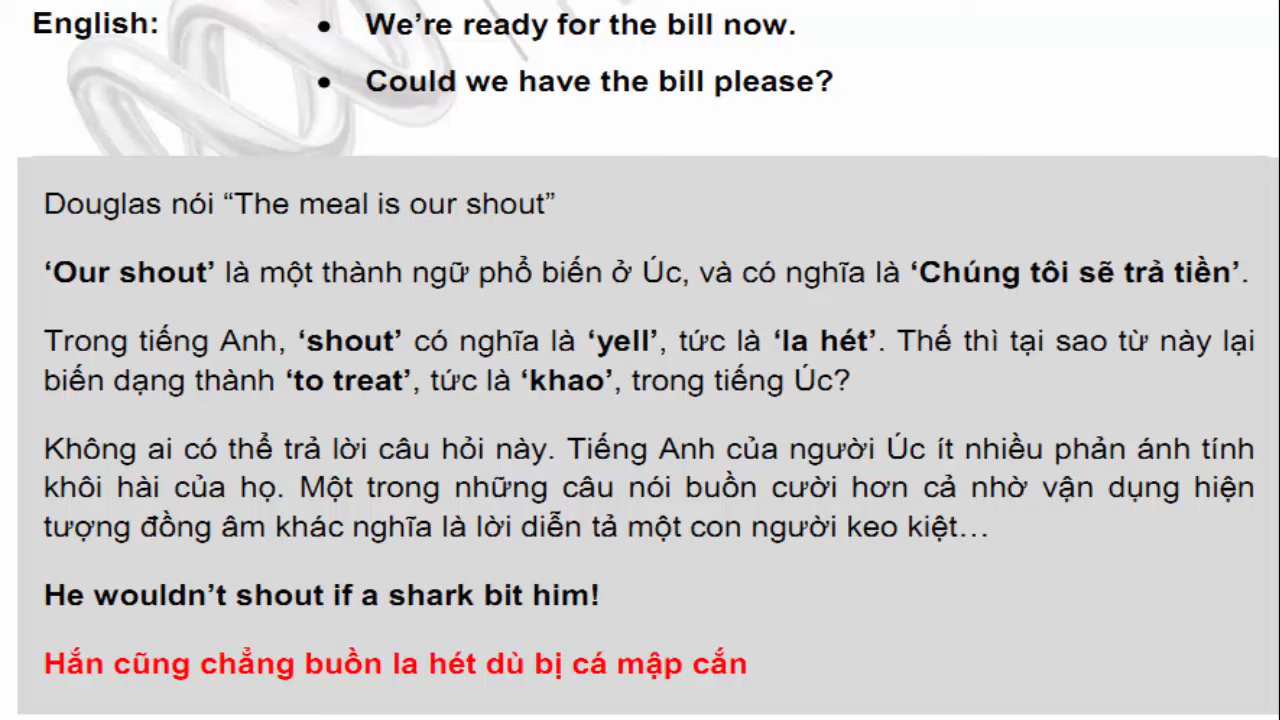 English:
• We’re ready for the bill now.
• Could we have the bill please?
Douglas nói “The meal is our shout”
‘Our shout’ là một thành ngữ phổ biến ở Úc, và có nghĩa là ‘Chúng tôi sẽ trả tiền’.
Trong tiếng Anh, ‘shout’ có nghĩa là ‘yell’, tức là ‘la hét’. Thế thì tại sao từ này lại
biến dạng thành ‘to treat’, tức là ‘khao’, trong tiếng Úc?
Không ai có thể trả lời câu hỏi này. Tiếng Anh của người Úc ít nhiều phản ánh tính
khôi hài của họ. Một trong những câu nói buồn cười hơn cả nhờ vận dụng hiện
tượng đồng âm khác nghĩa là lời diễn tả một con người keo kiệt…
He wouldn’t shout if a shark bit him!
Hắn cũng chẳng buồn la hét dù bị cá mập cắn